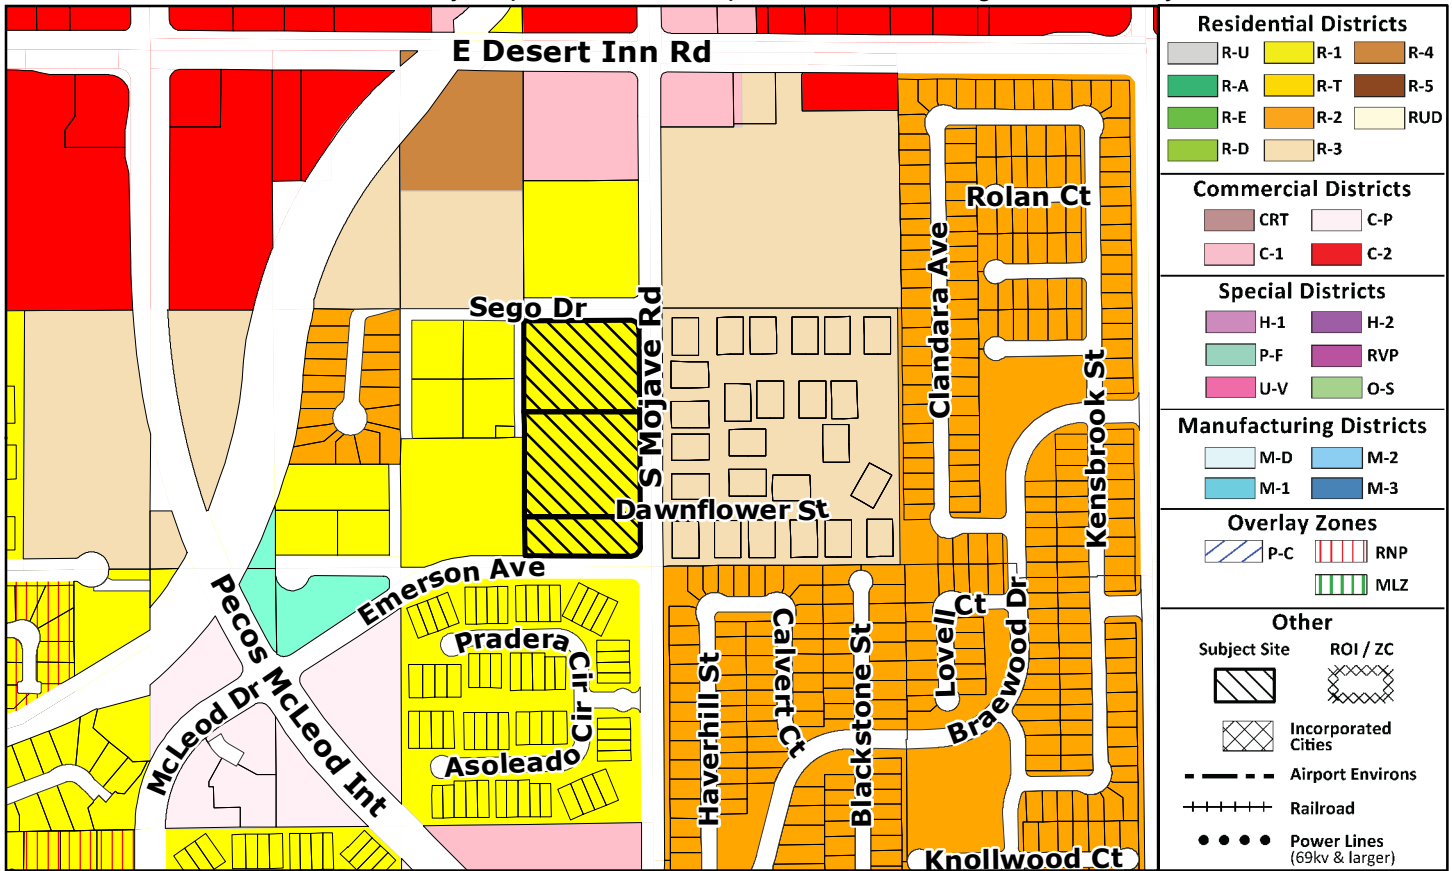 E Desert Inn Rd
Rolan Ct
Clandara Ave
Sego Dr
S Mojave Rd
Kensbrook St
Dawnflower St
Emerson Ave
Pecos McLeod Int
McLeod Dr
Pradera Cir
Asoleado Cir
Haverhill St
Calvert Ct
Blackstone St
Lovell Ct
Braewood Dr
Knollwood Ct
Residential Districts
R-U R-1 R-4
R-A R-T R-5
R-E R-2 RUD
R-D R-3
Commercial Districts
CRT C-P
C-1 C-2
Special Districts
H-1 H-2
P-F RVP
U-V O-S
Manufacturing Districts
M-D M-2
M-1 M-3
Overlay Zones
P-C RNP
MLZ
Other
Subject Site ROI / ZC
Incorporated
Cities
Airport Environs
Railroad
Power Lines
(69kv & larger)